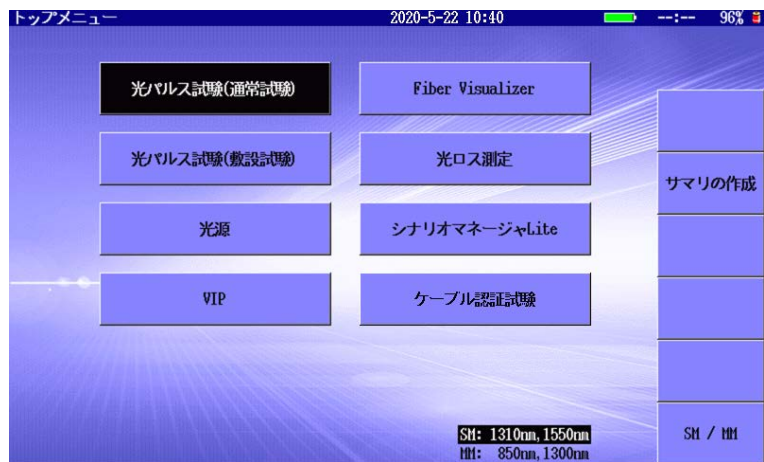 トップメニュー 2020-5-22 10:40 --:-- 96%
光パルス試験(通常試験) Fiber Visualizer
光パルス試験(敷設試験) 光ロス測定
サマリの作成
光源 シナリオマネージャLite
VIP ケーブル認証試験
SM: 1310nm,1550nm
MM: 850nm,1300nm
SM / MM